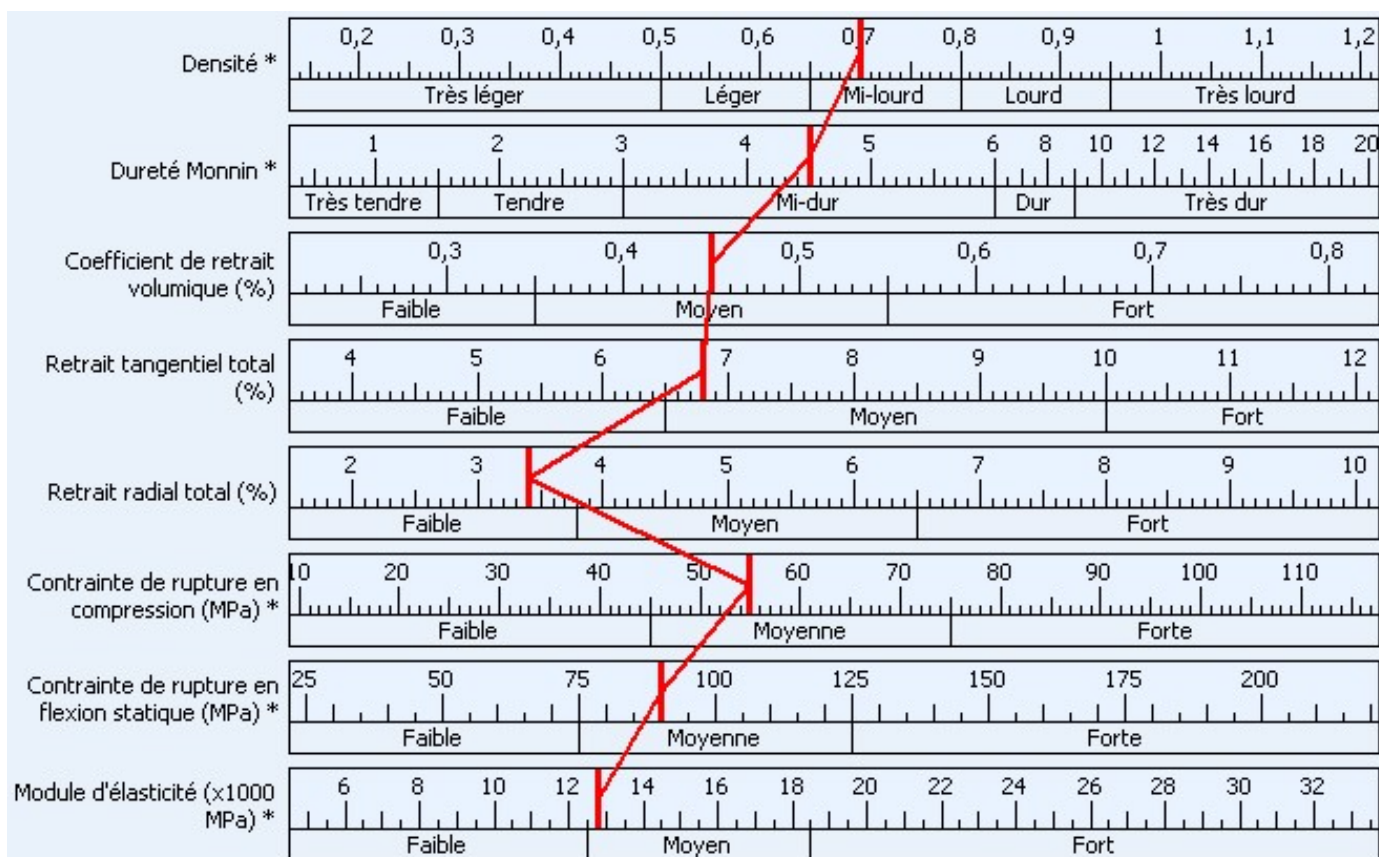 0,2 0,3 0,4 0,5 0,6 0,7 0,8 0,9 1 1,1 1,2
Densité *
Très léger Léger Mi-lourd Lourd Très lourd
1 2 3 4 5 6 8 10 12 14 16 18 20
Dureté Monnin *
Très tendre Tendre Mi-dur Dur Très dur
0,3 0,4 0,5 0,6 0,7 0,8
Coefficient de retrait
volumique (%)
Faible Moyen Fort
4 5 6 7 8 9 10 11 12
Retrait tangentiel total
(%)
Faible Moyen Fort
2 3 4 5 6 7 8 9 10
Retrait radial total (%)
Faible Moyen Fort
10 20 30 40 50 60 70 80 90 100 110
Contrainte de rupture en
compression (MPa) *
Faible Moyenne Forte
25 50 75 100 125 150 175 200
Contrainte de rupture en
flexion statique (MPa) *
Faible Moyenne Forte
6 8 10 12 14 16 18 20 22 24 26 28 30 32
Module d'élasticité (x1000
MPa) *
Faible Moyen Fort